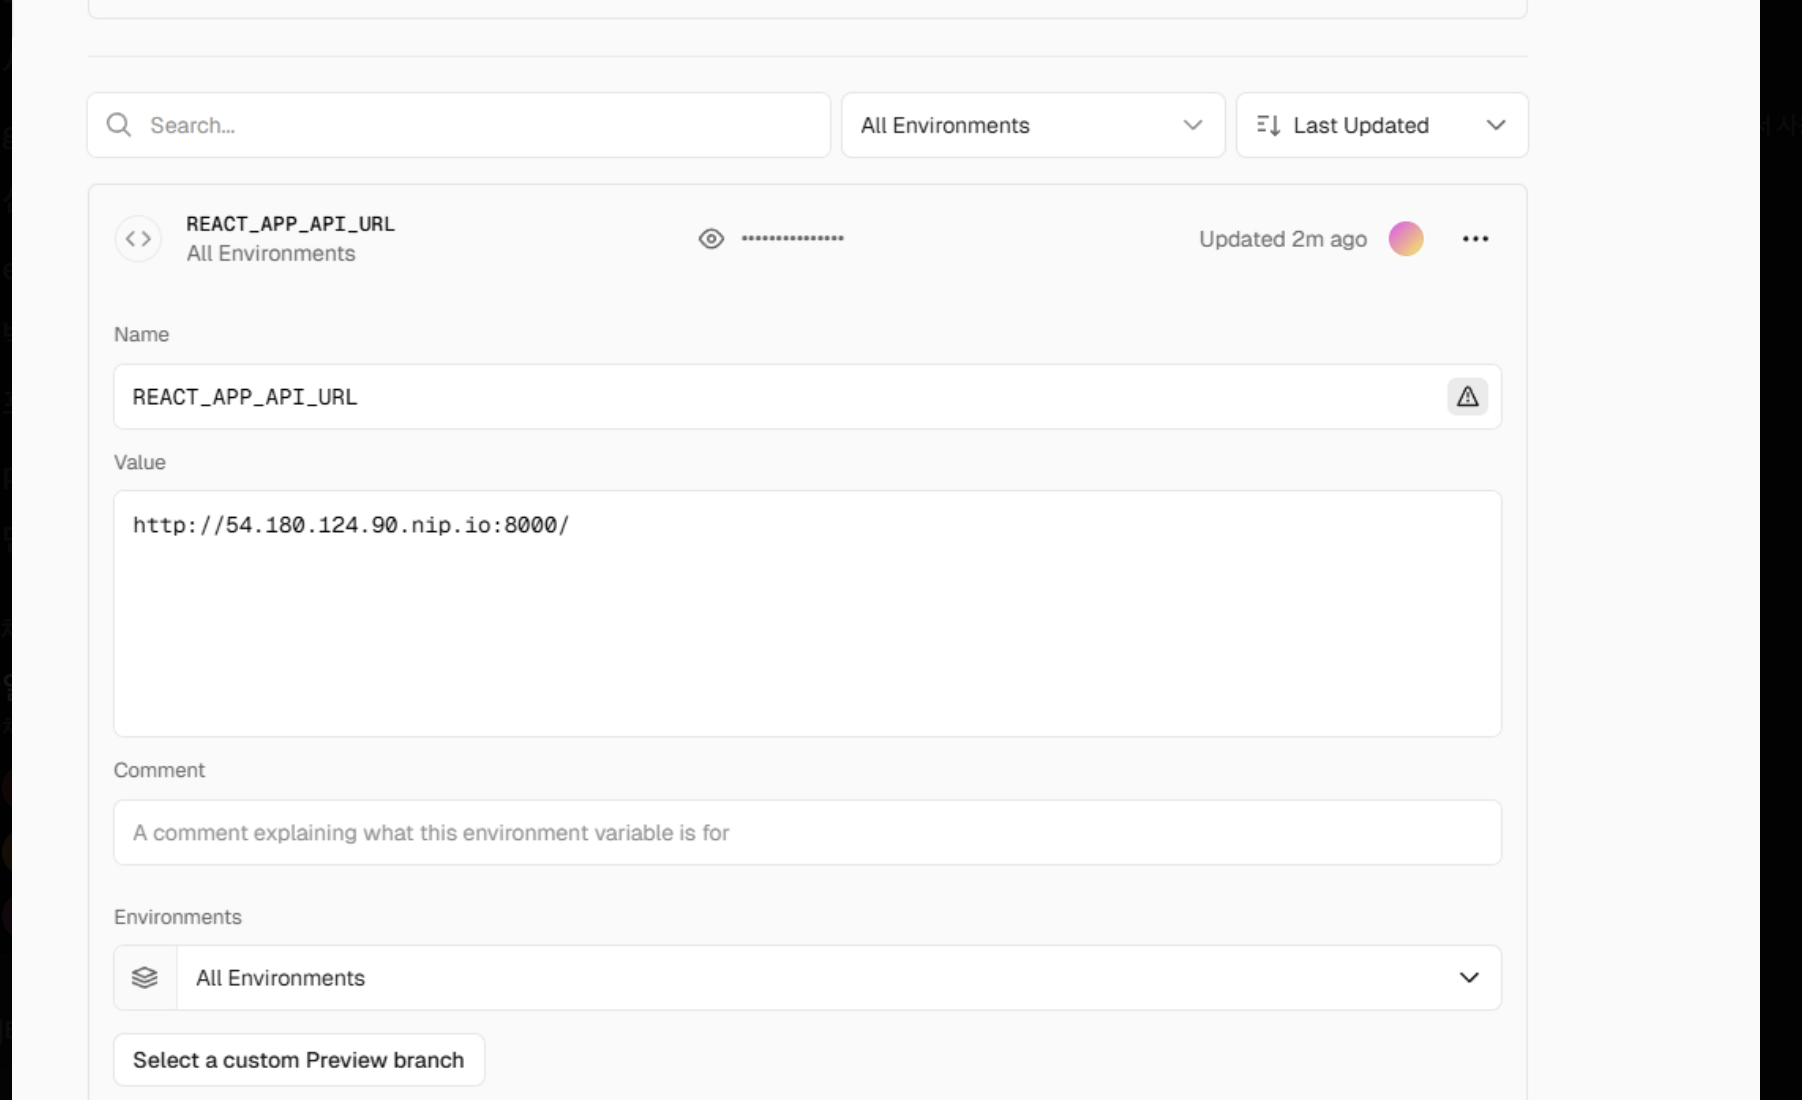 Search...
All Environments
Last Updated
REACT_APP_API_URL
All Environments
•••••••••••••••
Updated 2m ago
Name
REACT_APP_API_URL
Value
http://54.180.124.90.nip.io:8000/
Comment
A comment explaining what this environment variable is for
Environments
All Environments
Select a custom Preview branch